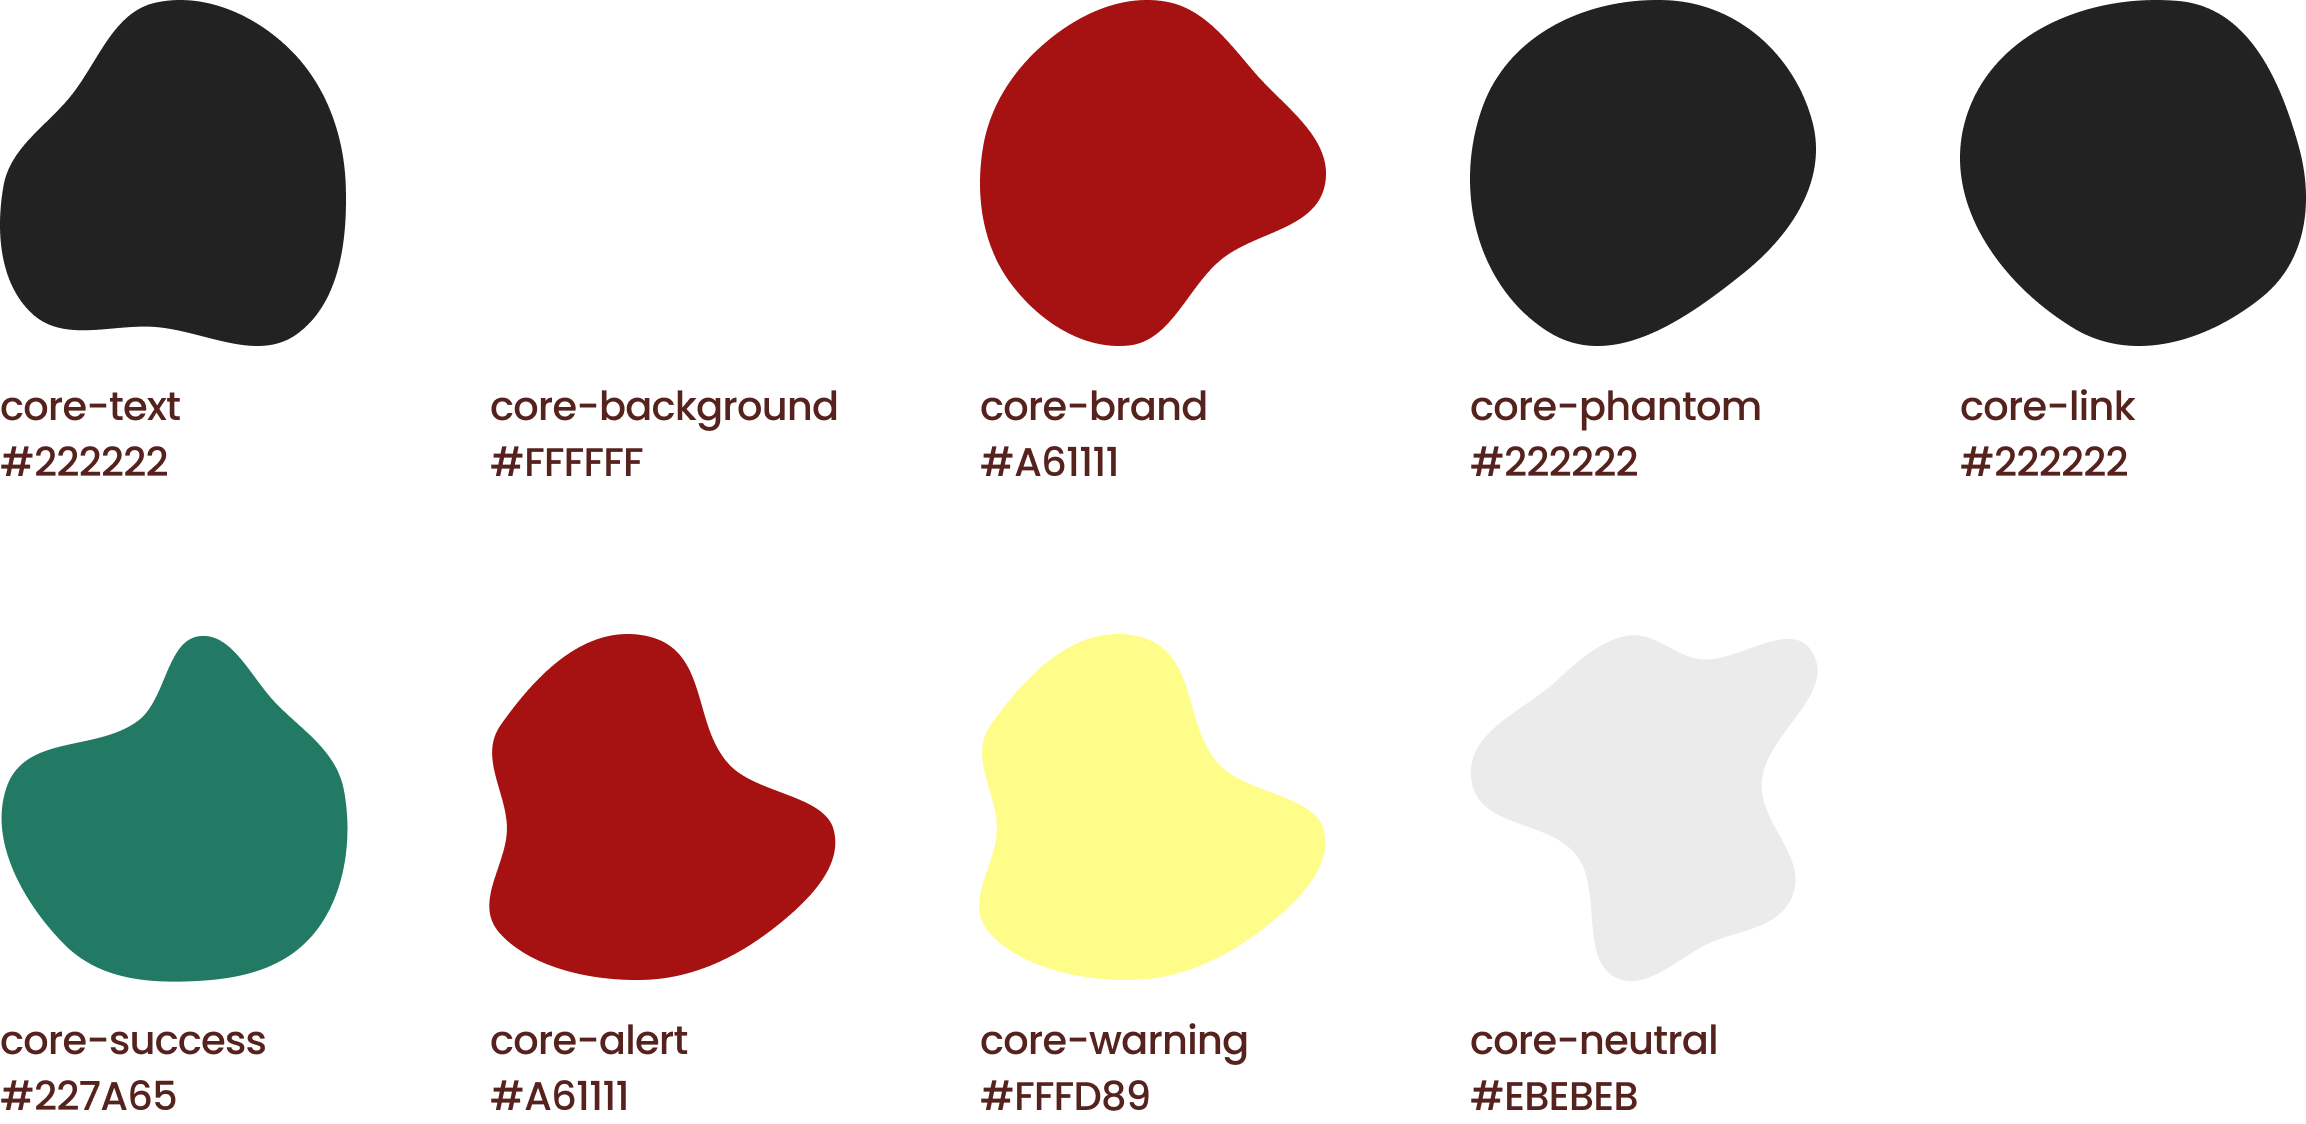 core-text
#222222
core-background
#FFFFFF
core-brand
#A61111
core-phantom
#222222
core-link
#222222
core-success
#227A65
core-alert
#A61111
core-warning
#FFFD89
core-neutral
#EBEBEB